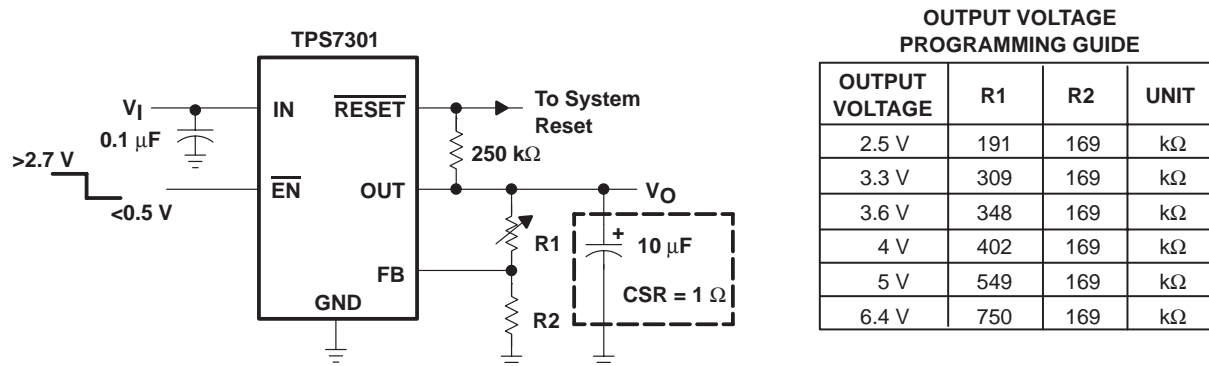 TPS7301
VI
IN
RESET
To System
Reset
0.1 μF
250 kΩ
>2.7 V
<0.5 V
EN
OUT
VO
R1
+
10 μF
FB
CSR = 1 Ω
GND
R2
OUTPUT VOLTAGE
PROGRAMMING GUIDE
OUTPUT VOLTAGE R1 R2 UNIT
2.5 V 191 169 kΩ
3.3 V 309 169 kΩ
3.6 V 348 169 kΩ
4 V 402 169 kΩ
5 V 549 169 kΩ
6.4 V 750 169 kΩ